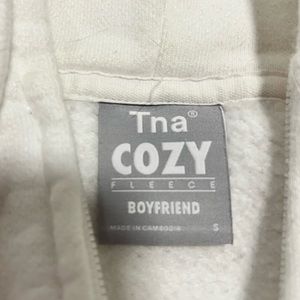 Tna®
COZY
FLEECE
BOYFRIEND
MADE IN CAMBODIA S